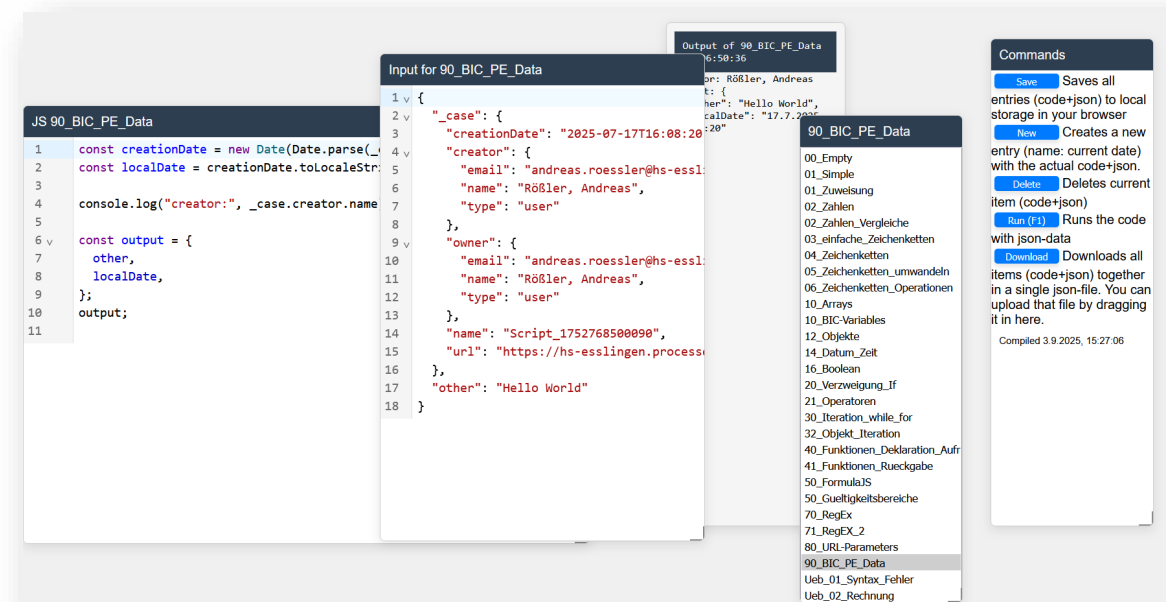 JS 90_BIC_PE_Data
1 const creationDate = new Date(Date.parse(_
2 const localDate = creationDate.toLocaleStri
3
4 console.log("creator:", _case.creator.name
5
6 const output = {
7 other,
8 localDate,
9 };
10 output;
11
Input for 90_BIC_PE_Data
1 {
2 "_case": {
3 "creationDate": "2025-07-17T16:08:20
4 "creator": {
5 "email": "andreas.roessler@hs-essl
6 "name": "Rößler, Andreas",
7 "type": "user"
8 },
9 "owner": {
10 "email": "andreas.roessler@hs-essl
11 "name": "Rößler, Andreas",
12 "type": "user"
13 },
14 "name": "Script_1752768500090",
15 "url": "https://hs-esslingen.process
16 },
17 "other": "Hello World"
18 }
Output of 90_BIC_PE_Data
6:50:36
or: Rößler, Andreas
t: {
her": "Hello World",
calDate": "17.7.2025
:20"
90_BIC_PE_Data
00_Empty
01_Simple
01_Zuweisung
02_Zahlen
02_Zahlen_Vergleiche
03_einfache_Zeichenketten
04_Zeichenketten
05_Zeichenketten_umwandeln
06_Zeichenketten_Operationen
10_Arrays
10_BIC-Variables
12_Objekte
14_Datum_Zeit
16_Boolean
20_Verzweigung_If
21_Operatoren
30_Iteration_while_for
32_Objekt_Iteration
40_Funktionen_Deklaration_Aufr
41_Funktionen_Rueckgabe
50_FormulaJS
50_Gueltigkeitsbereiche
70_RegEx
71_RegEX_2
80_URL-Parameters
90_BIC_PE_Data
Ueb_01_Syntax_Fehler
Ueb_02_Rechnung
Commands
Save Saves all
entries (code+json) to local
storage in your browser
New Creates a new
entry (name: current date)
with the actual code+json.
Delete Deletes current
item (code+json)
Run (F1) Runs the code
with json-data
Download Downloads all
items (code+json) together
in a single json-file. You can
upload that file by dragging
it in here.
Compiled 3.9.2025, 15:27:06